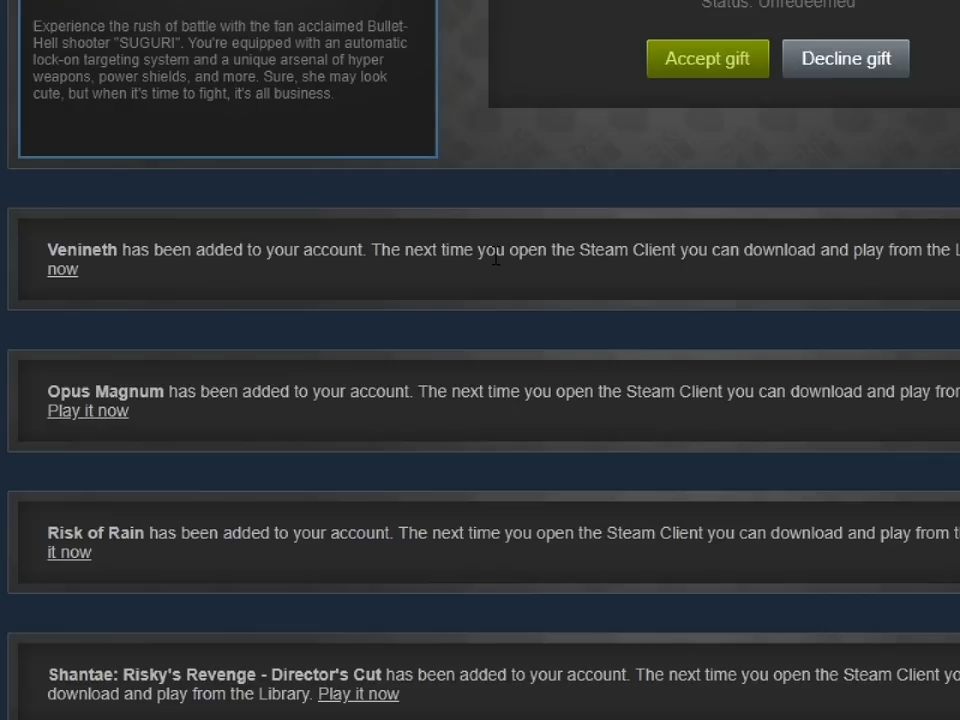 Status: Unredeemed
Experience the rush of battle with the fan acclaimed Bullet-
Hell shooter "SUGURI". You're equipped with an automatic
lock-on targeting system and a unique arsenal of hyper
weapons, power shields, and more. Sure, she may look
cute, but when it's time to fight, it's all business.
Accept gift
Decline gift
Venineth has been added to your account. The next time you open the Steam Client you can download and play from the
now
Opus Magnum has been added to your account. The next time you open the Steam Client you can download and play
Play it now
Risk of Rain has been added to your account. The next time you open the Steam Client you can download and play from
it now
Shantae: Risky's Revenge - Director's Cut has been added to your account. The next time you open the Steam Client
download and play from the Library. Play it now